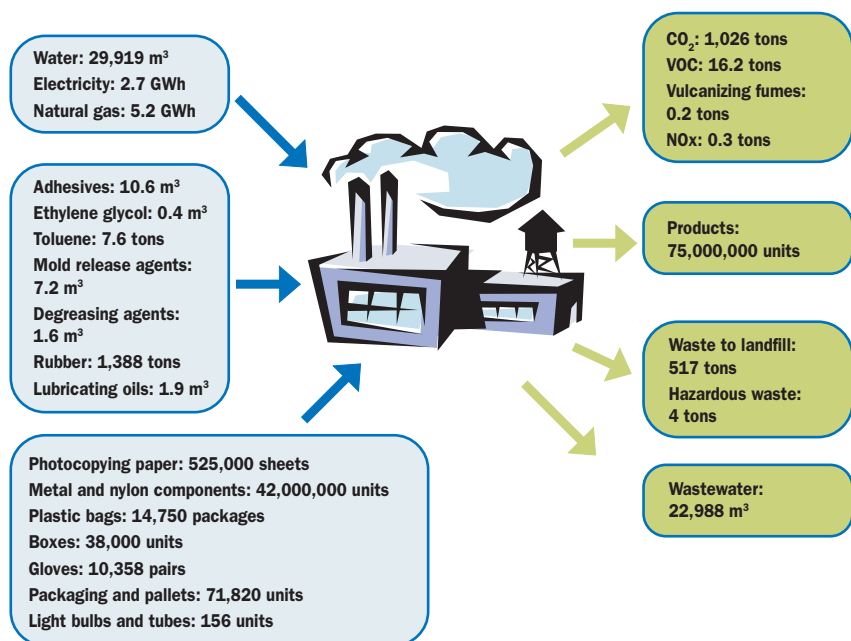 Water: 29,919 m³
Electricity: 2.7 GWh
Natural gas: 5.2 GWh
Adhesives: 10.6 m³
Ethylene glycol: 0.4 m³
Toluene: 7.6 tons
Mold release agents:
7.2 m³
Degreasing agents:
1.6 m³
Rubber: 1,388 tons
Lubricating oils: 1.9 m³
Photocopying paper: 525,000 sheets
Metal and nylon components: 42,000,000 units
Plastic bags: 14,750 packages
Boxes: 38,000 units
Gloves: 10,358 pairs
Packaging and pallets: 71,820 units
Light bulbs and tubes: 156 units
CO₂: 1,026 tons
VOC: 16.2 tons
Vulcanizing fumes:
0.2 tons
NOx: 0.3 tons
Products:
75,000,000 units
Waste to landfill:
517 tons
Hazardous waste:
4 tons
Wastewater:
22,988 m³